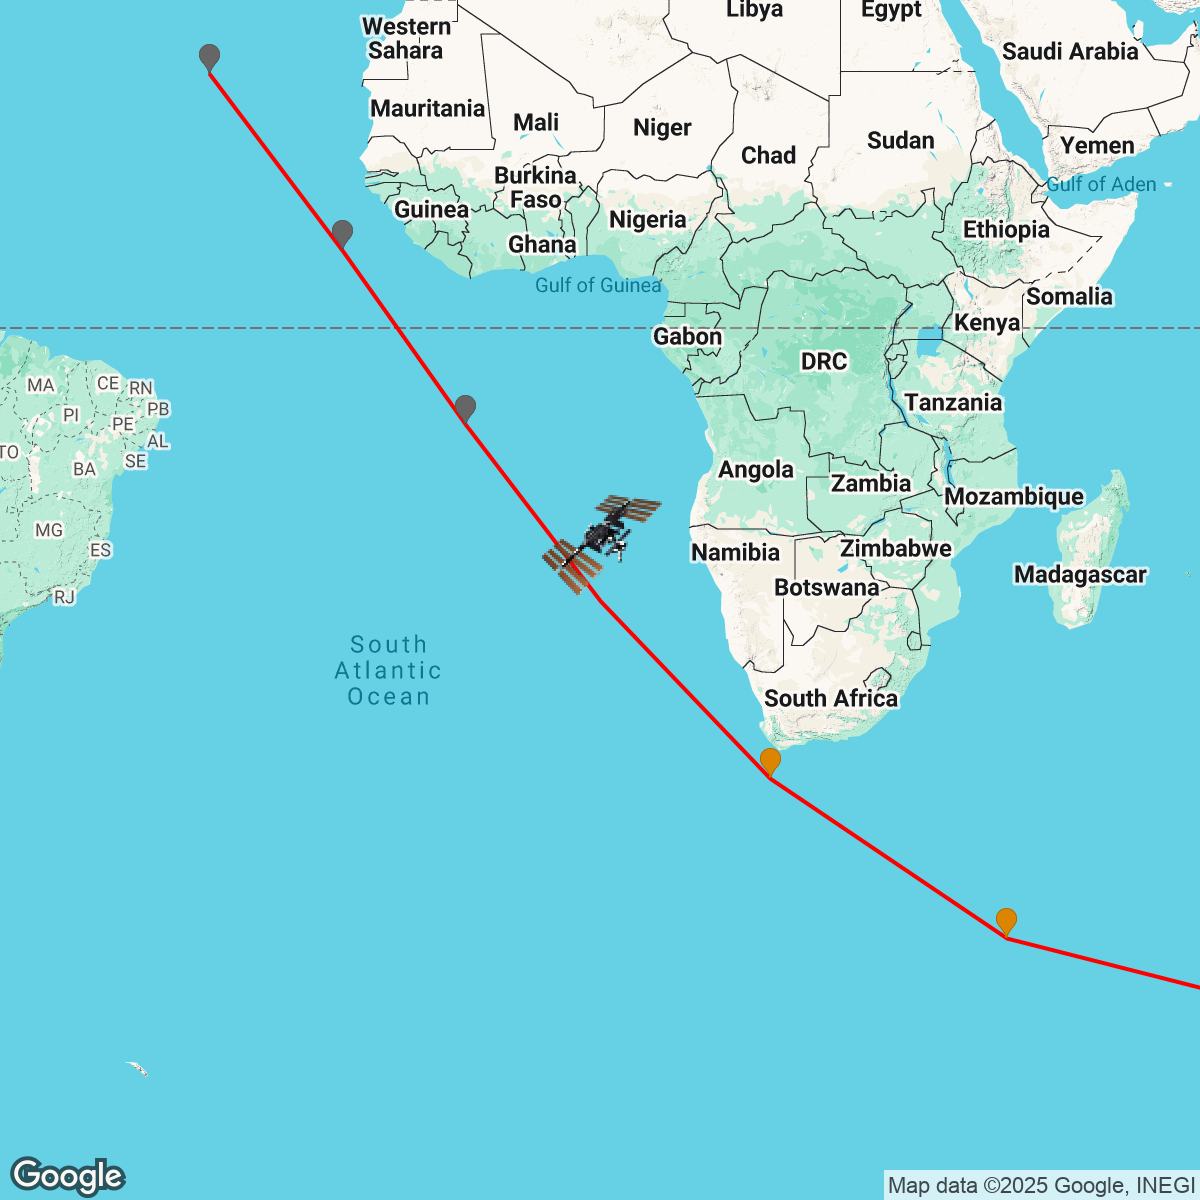 Libya
Egypt
Western
Sahara
Saudi Arabia
Mauritania
Mali
Niger
Sudan
Chad
Yemen
Burkina
Faso
Gulf of Aden
Guinea
Nigeria
Ethiopia
Ghana
Gulf of Guinea
Somalia
Kenya
Gabon
DRC
MA
CE
RN
PI
PB
PE
Tanzania
AL
TO
BA
SE
Angola
Zambia
Mozambique
MG
ES
Namibia
Zimbabwe
Botswana
Madagascar
RJ
South
Atlantic
Ocean
South Africa
Google
Map data ©2025 Google, INEGI